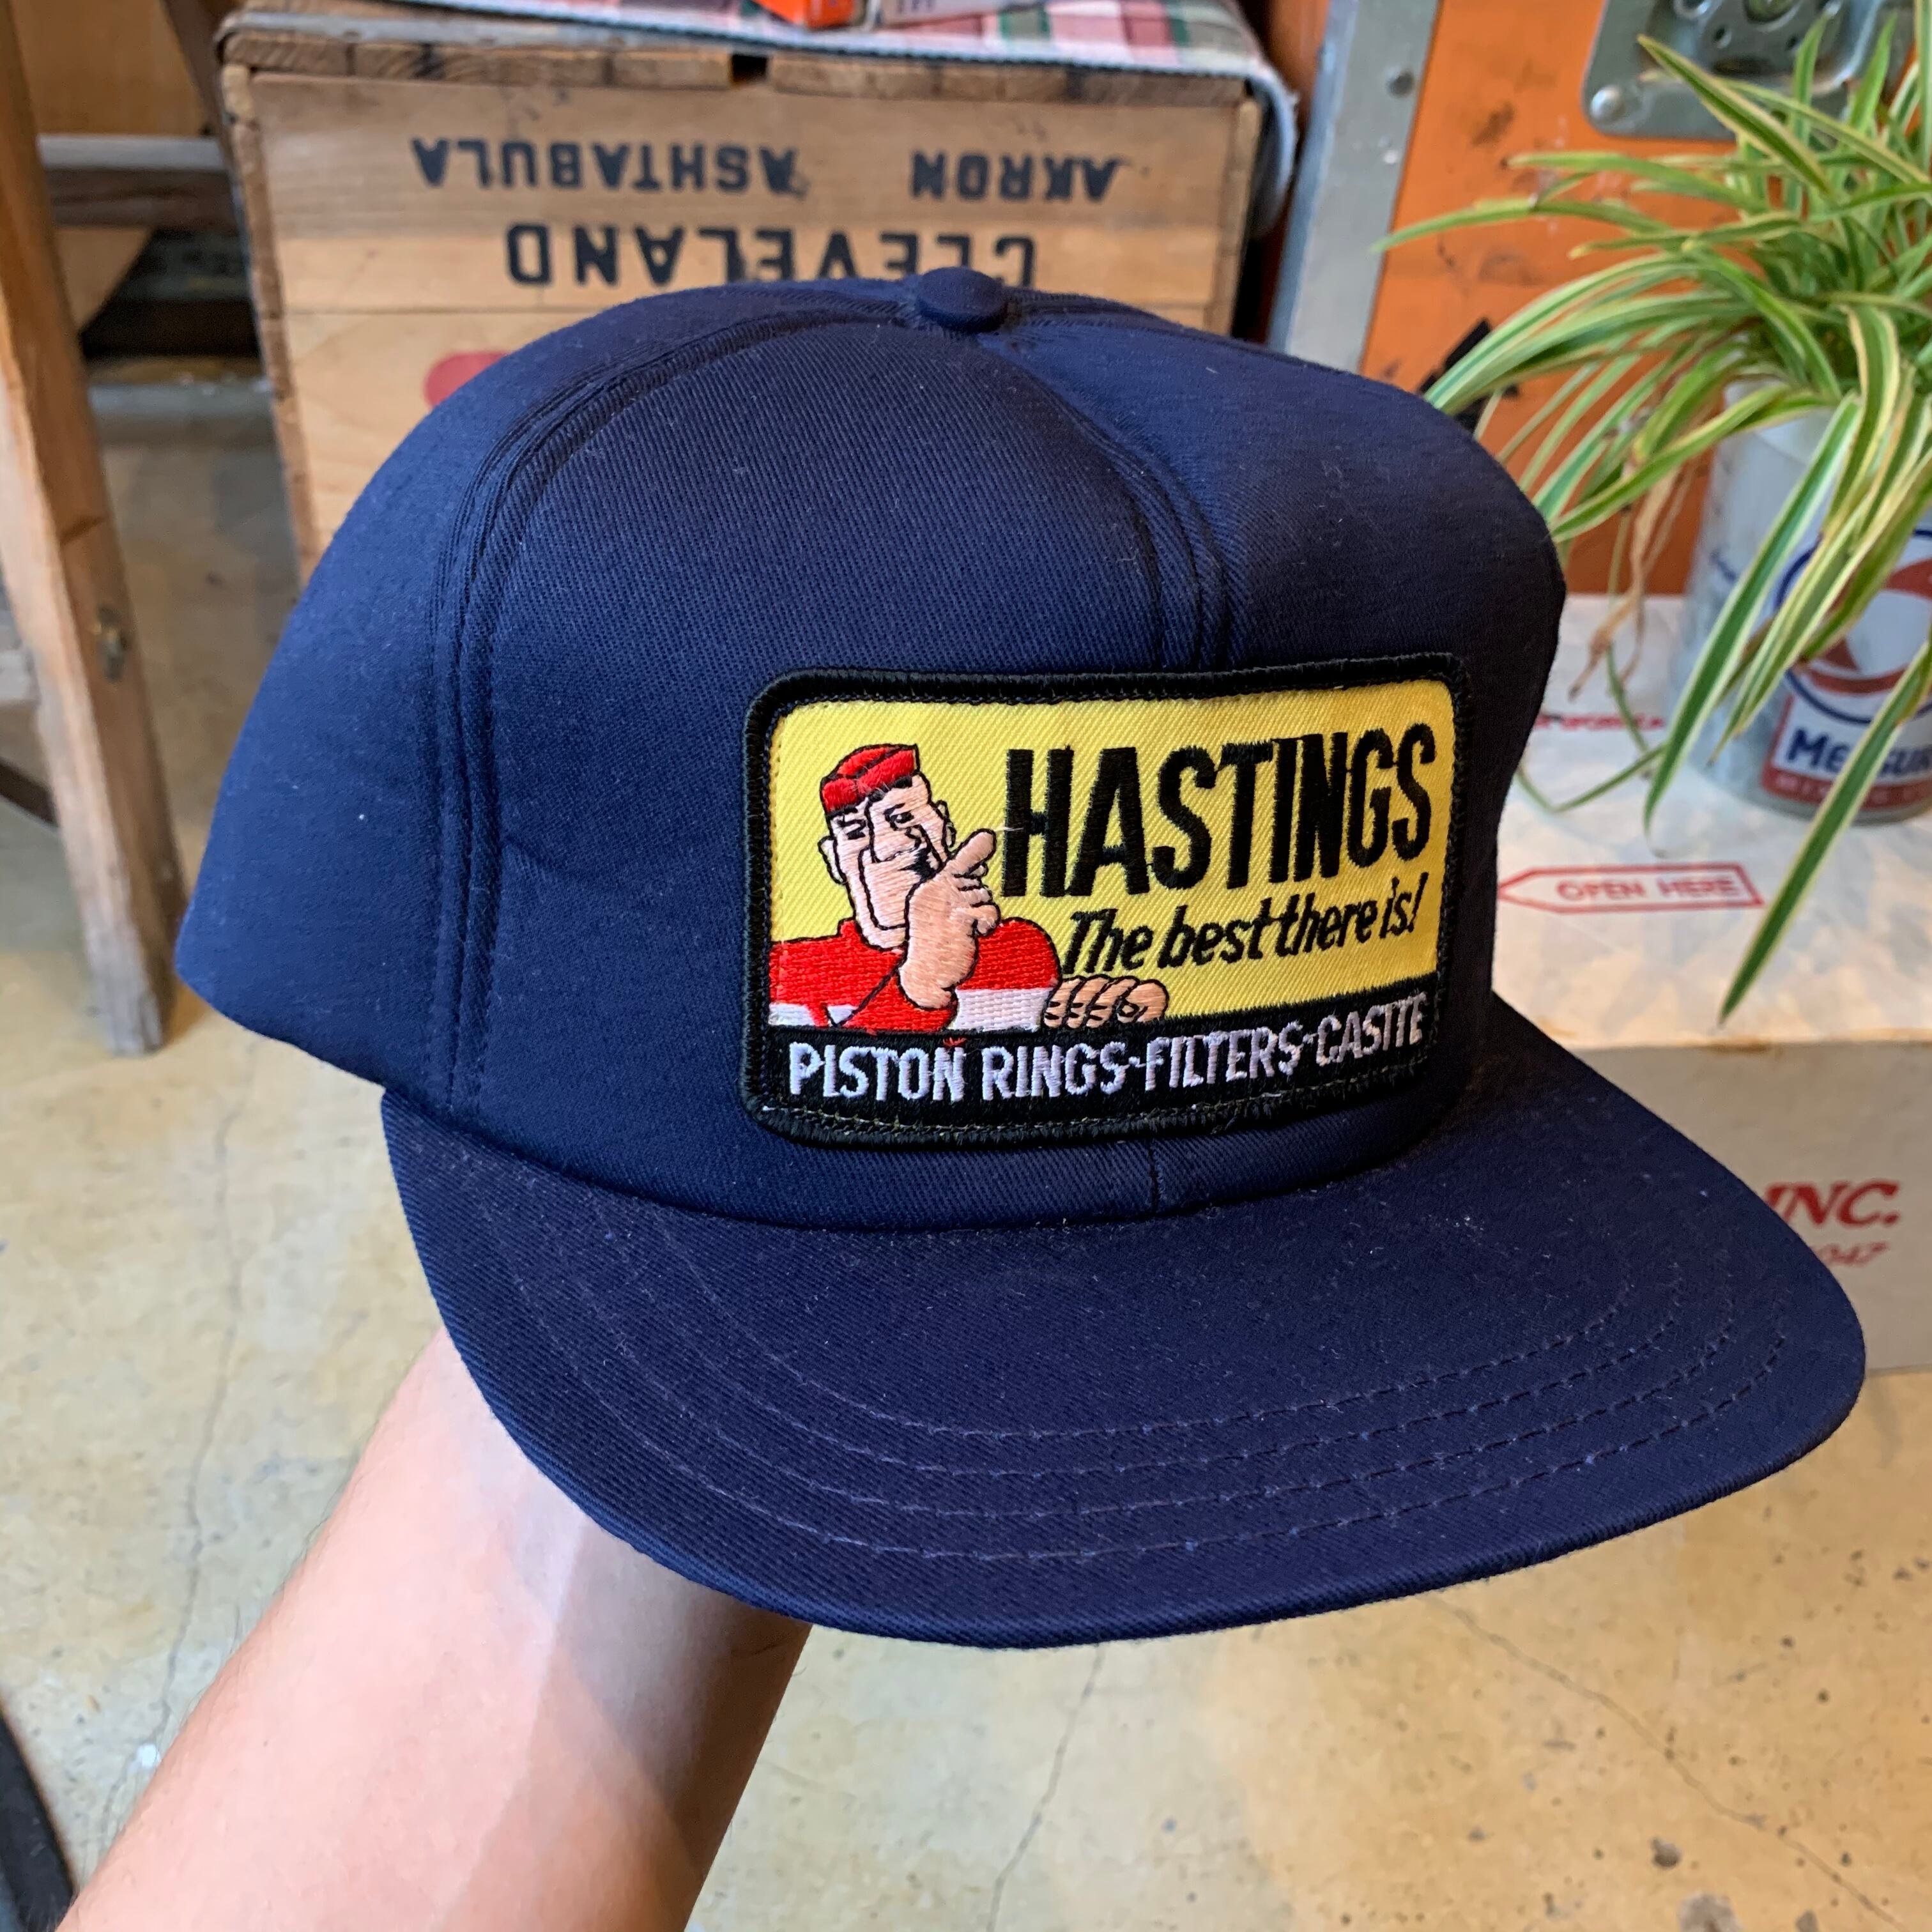 AKRON ASHTABULA
CLEVELAND
HASTINGS
The best there is!
PISTON RINGS-FILTERS-CASITE
OPEN HERE
INC.